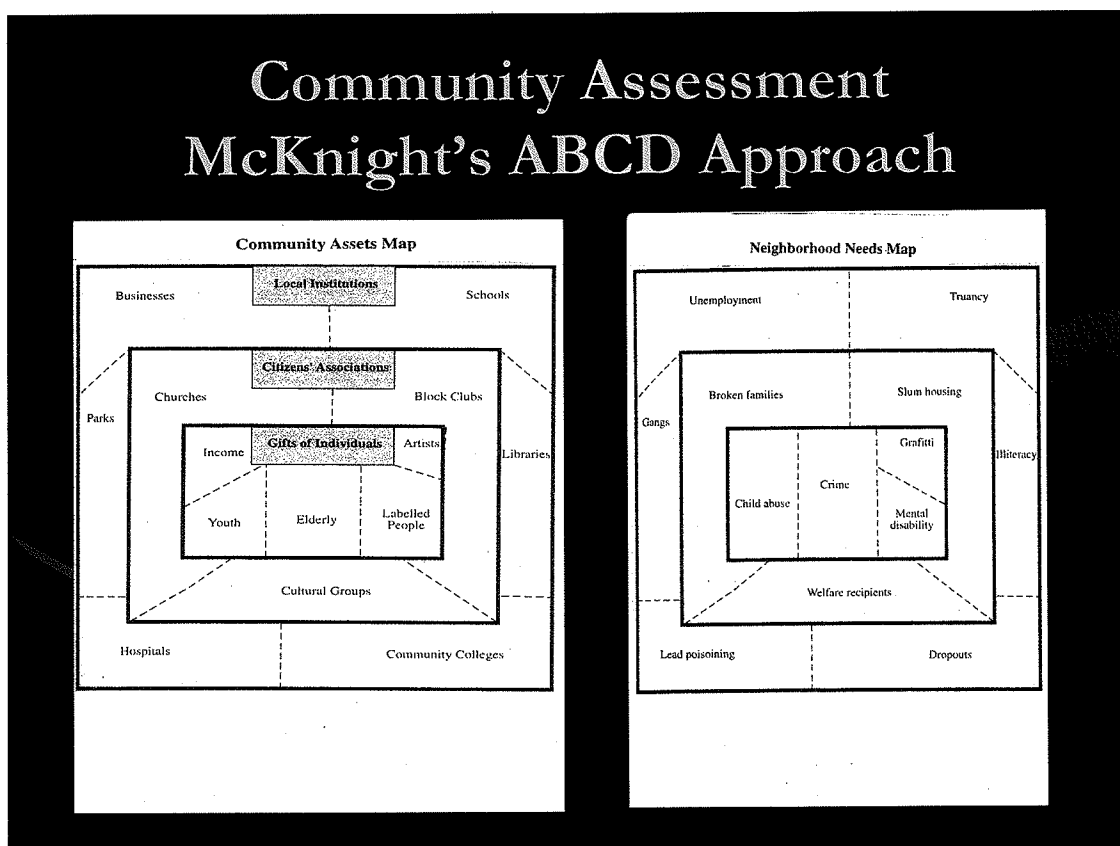 Community Assessment
McKnight's ABCD Approach
Community Assets Map
Local Institutions
Businesses
Schools
Citizens' Associations
Churches
Block Clubs
Parks
Gifts of Individuals
Income
Artists
Libraries
Youth
Elderly
Labelled
People
Cultural Groups
Hospitals
Community Colleges
Neighborhood Needs Map
Unemployment
Truancy
Broken families
Slum housing
Gangs
Grafitti
Illiteracy
Child abuse
Crime
Mental
disability
Welfare recipients
Lead poisoining
Dropouts